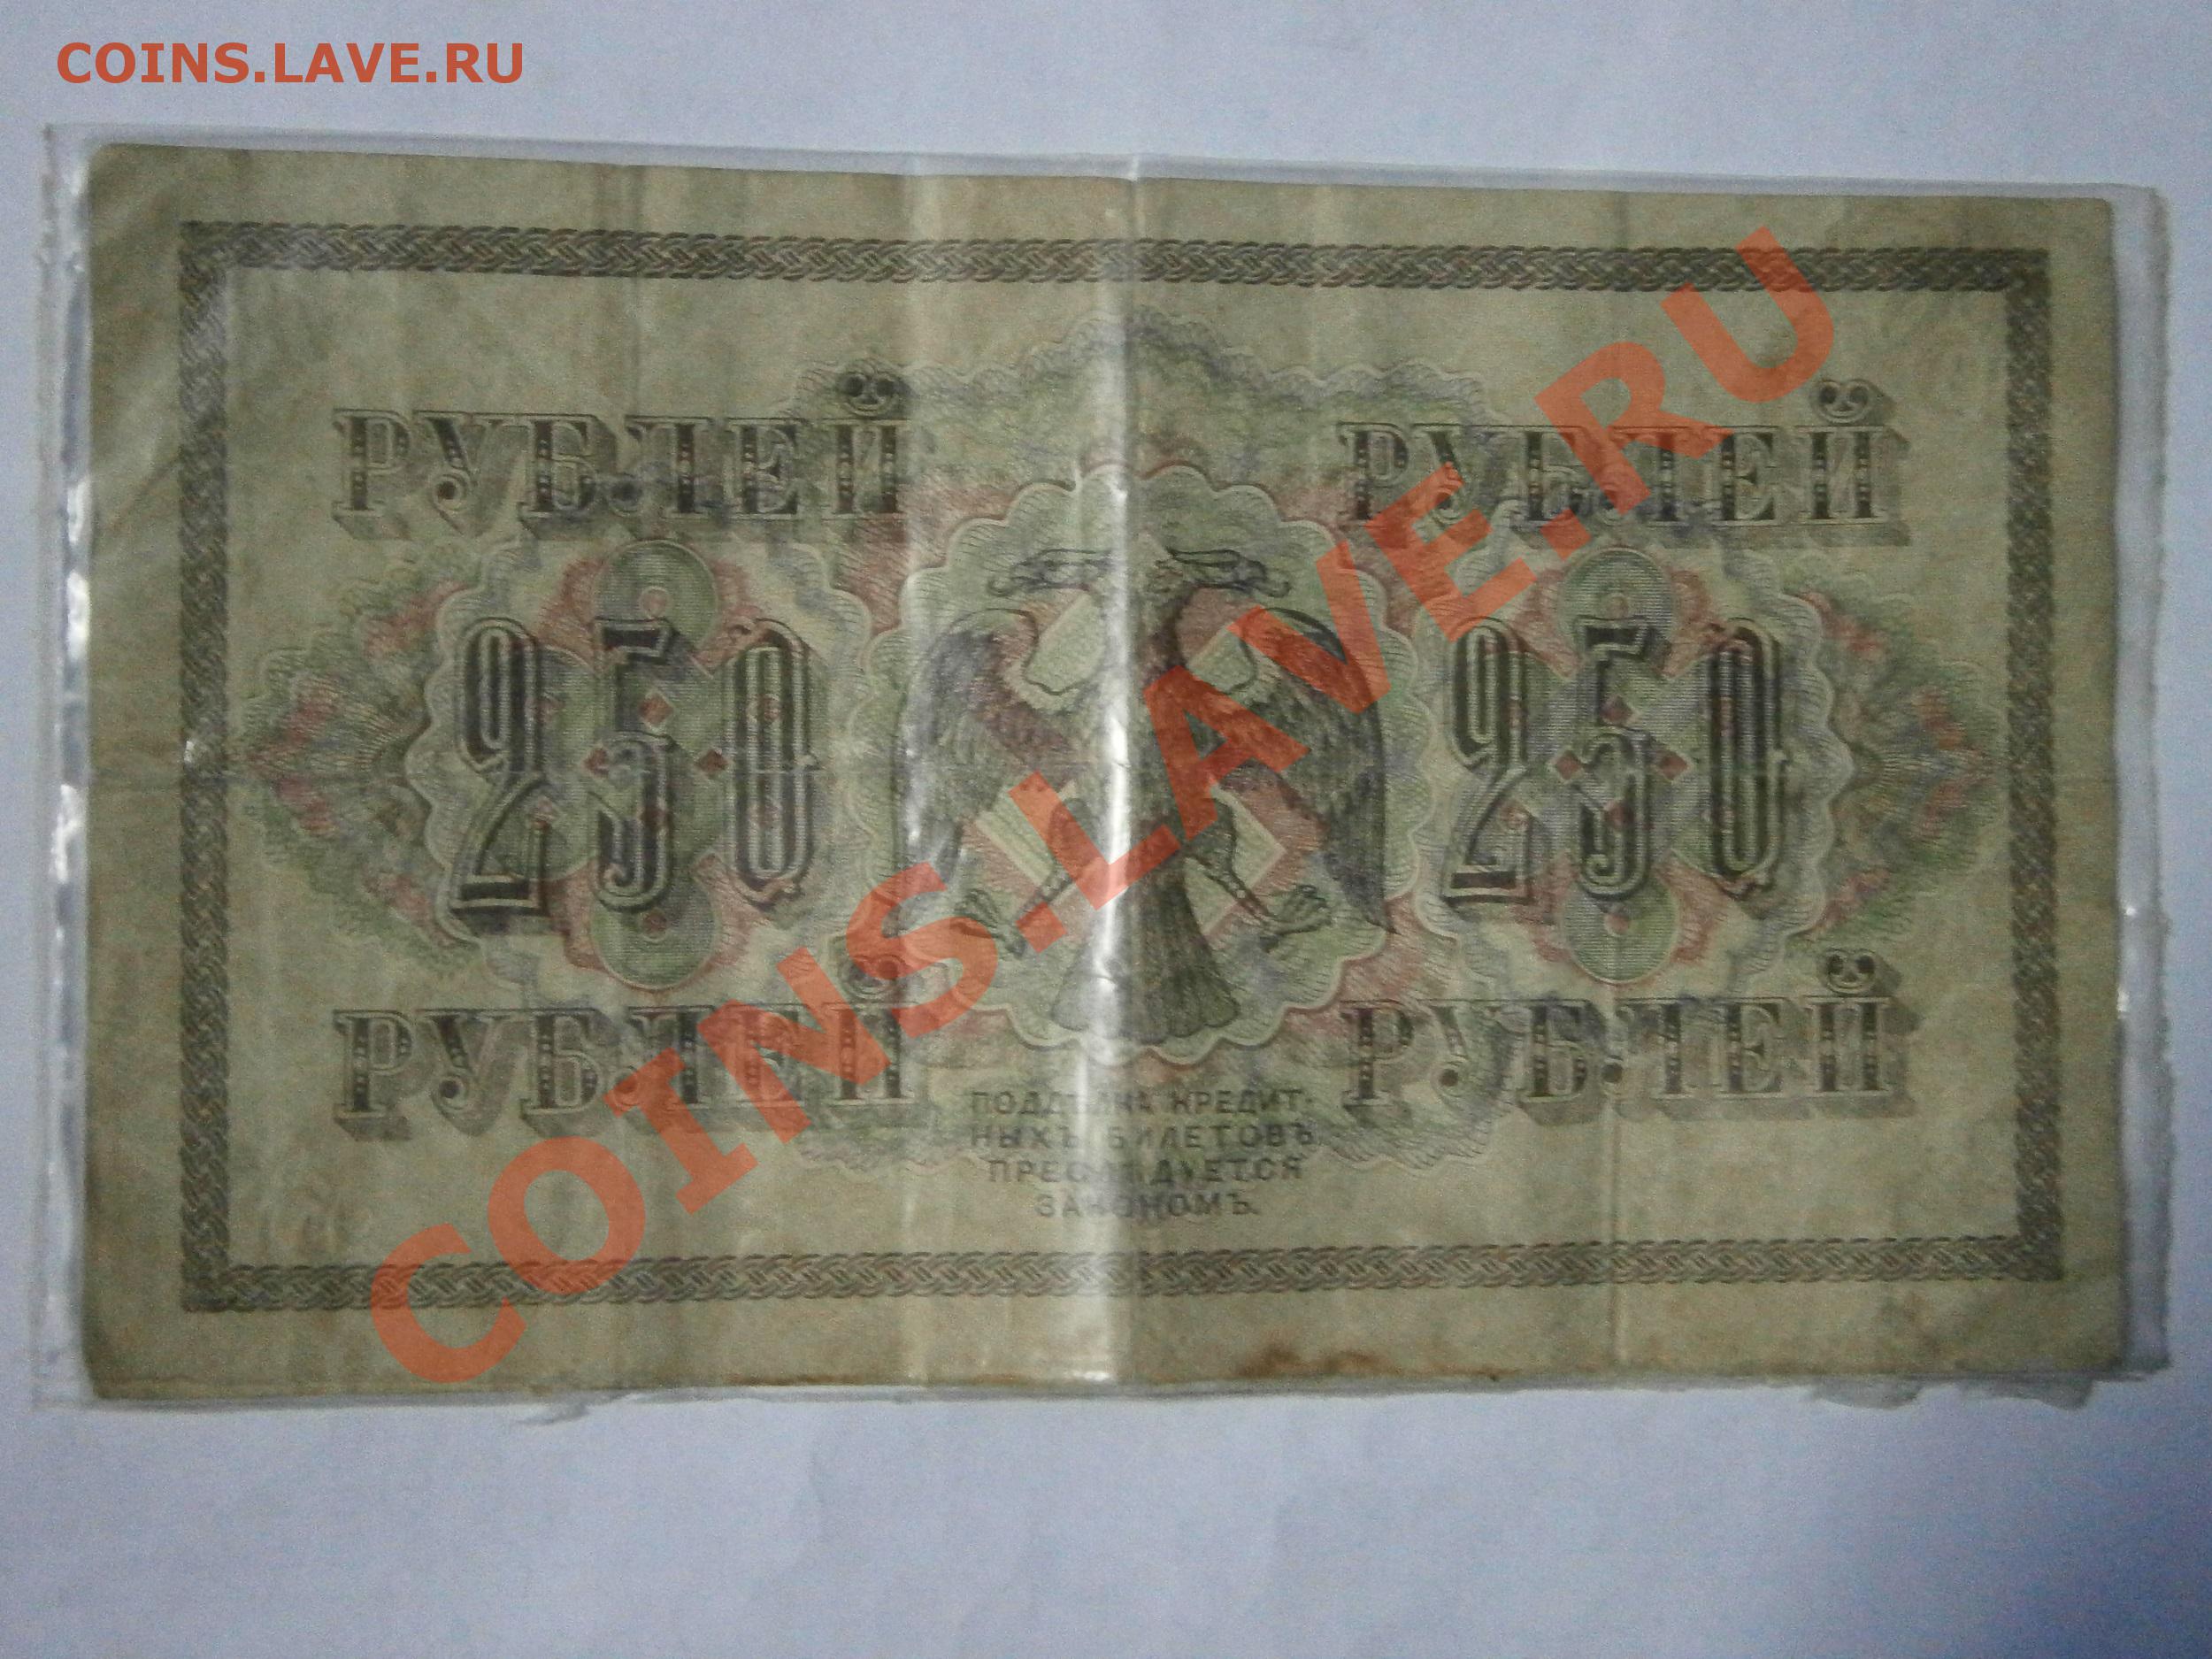 COINS.LAVE.RU
РУБЛЕЙ РУБЛЕЙ
250 250
РУБЛЕЙ РУБЛЕЙ
ПОДДѢЛКА КРЕДИТ-
НЫХЪ БИЛЕТОВЪ
ПРЕСЛѢДУЕТСЯ
ЗАКОНОМЪ.
COINS.LAVE.RU